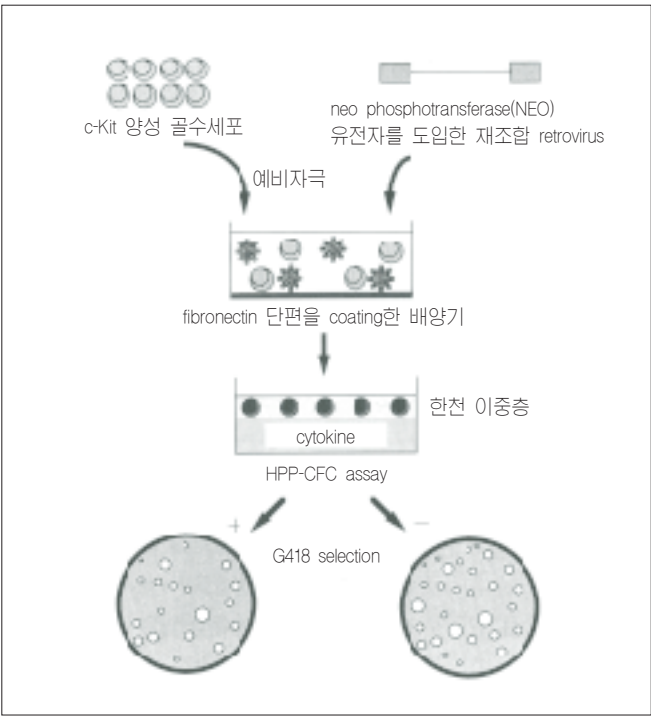 c-Kit 양성 골수세포
neo phosphotransferase(NEO)
유전자를 도입한 재조합 retrovirus
예비자극
fibronectin 단편을 coating한 배양기
한천 이중층
cytokine
HPP-CFC assay
+
−
G418 selection